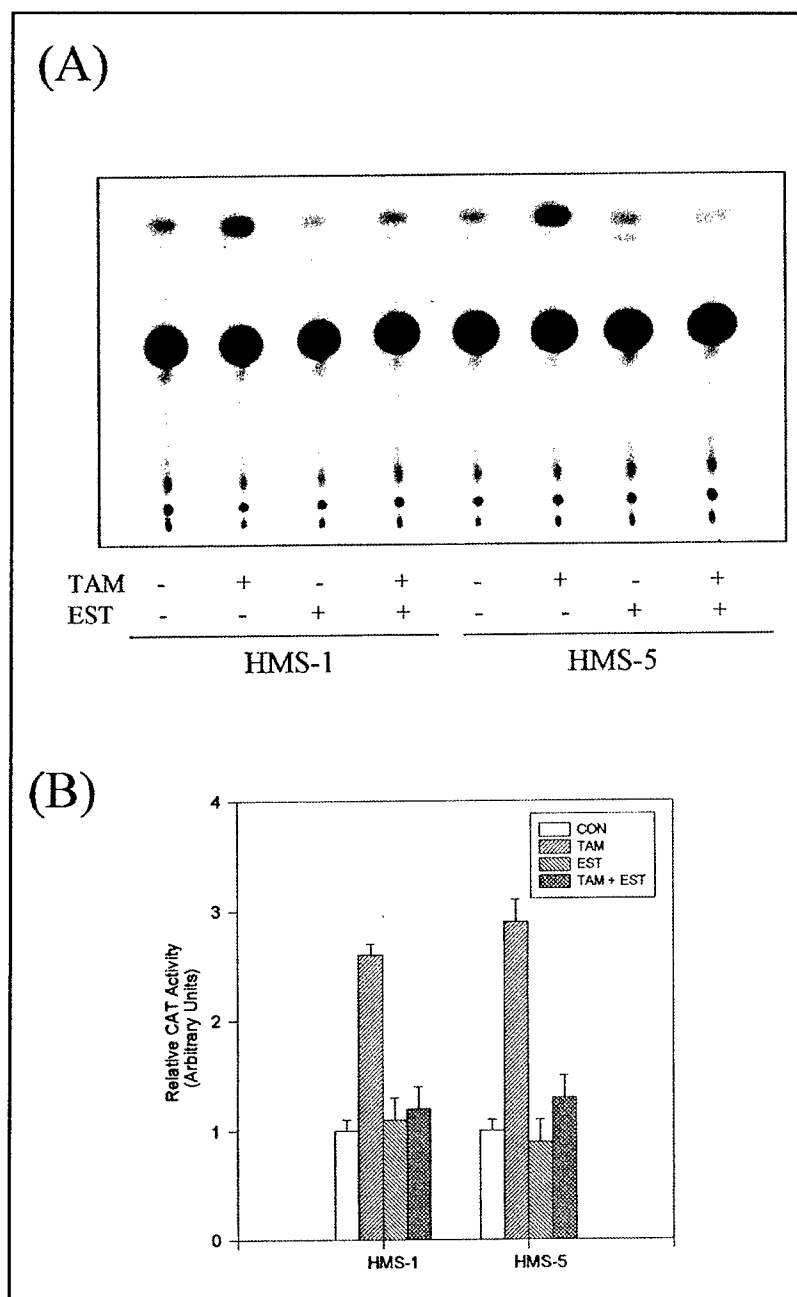 (A)
TAM - + - + - + - +
EST - - + + - - + +
HMS-1 HMS-5
(B)
4
3
2
1
0
Relative CAT Activity
(Arbitrary Units)
CON
TAM
EST
TAM + EST
HMS-1 HMS-5